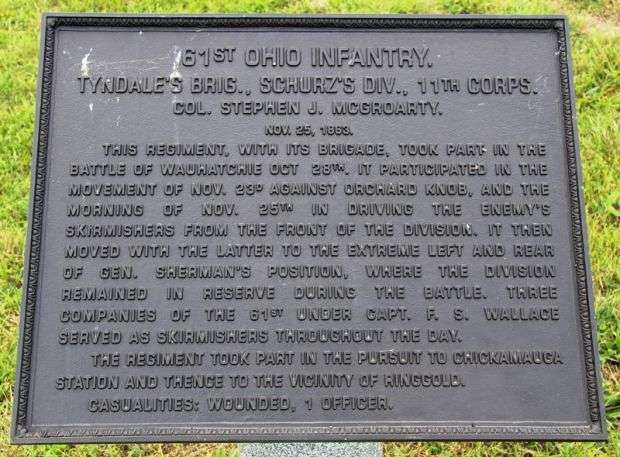 61ST OHIO INFANTRY.
TYNDALE'S BRIG., SCHURZ'S DIV., 11TH CORPS.
COL. STEPHEN J. MCGROARTY.
NOV. 25, 1863.
THIS REGIMENT, WITH ITS BRIGADE, TOOK PART IN THE
BATTLE OF WAUHATCHIE OCT 28TH. IT PARTICIPATED IN THE
MOVEMENT OF NOV. 23D AGAINST ORCHARD KNOB, AND THE
MORNING OF NOV. 25TH IN DRIVING THE ENEMY'S
SKIRMISHERS FROM THE FRONT OF THE DIVISION. IT THEN
MOVED WITH THE LATTER TO THE EXTREME LEFT AND REAR
OF GEN. SHERMAN'S POSITION, WHERE THE DIVISION
REMAINED IN RESERVE DURING THE BATTLE. THREE
COMPANIES OF THE 61ST UNDER CAPT. F. S. WALLACE
SERVED AS SKIRMISHERS THROUGHOUT THE DAY.
THE REGIMENT TOOK PART IN THE PURSUIT TO CHICKAMAUGA
STATION AND THENCE TO THE VICINITY OF RINGGOLD.
CASUALITIES: WOUNDED, 1 OFFICER.